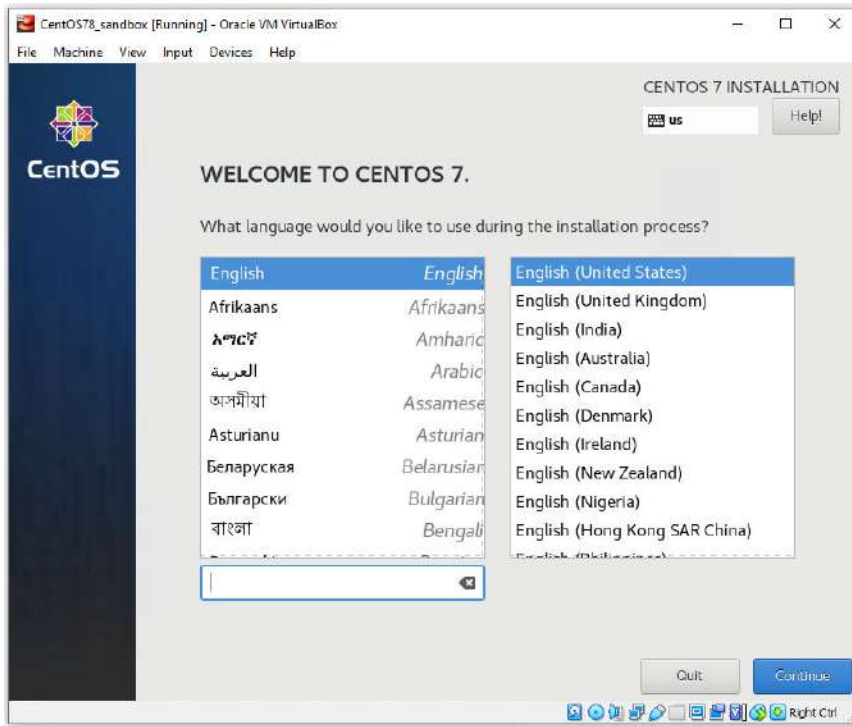 CentOS78_sandbox [Running] - Oracle VM VirtualBox
File Machine View Input Devices Help
CENTOS 7 INSTALLATION
us
Help!
CentOS
WELCOME TO CENTOS 7.
What language would you like to use during the installation process?
English English
Afrikaans Afrikaans
አማርኛ Amharic
العربية Arabic
অসমীয়া Assamese
Asturianu Asturian
Беларуская Belarusian
Български Bulgarian
বাংলা Bengali
English (United States)
English (United Kingdom)
English (India)
English (Australia)
English (Canada)
English (Denmark)
English (Ireland)
English (New Zealand)
English (Nigeria)
English (Hong Kong SAR China)
English (Philippines)
Quit
Continue
Right Ctrl